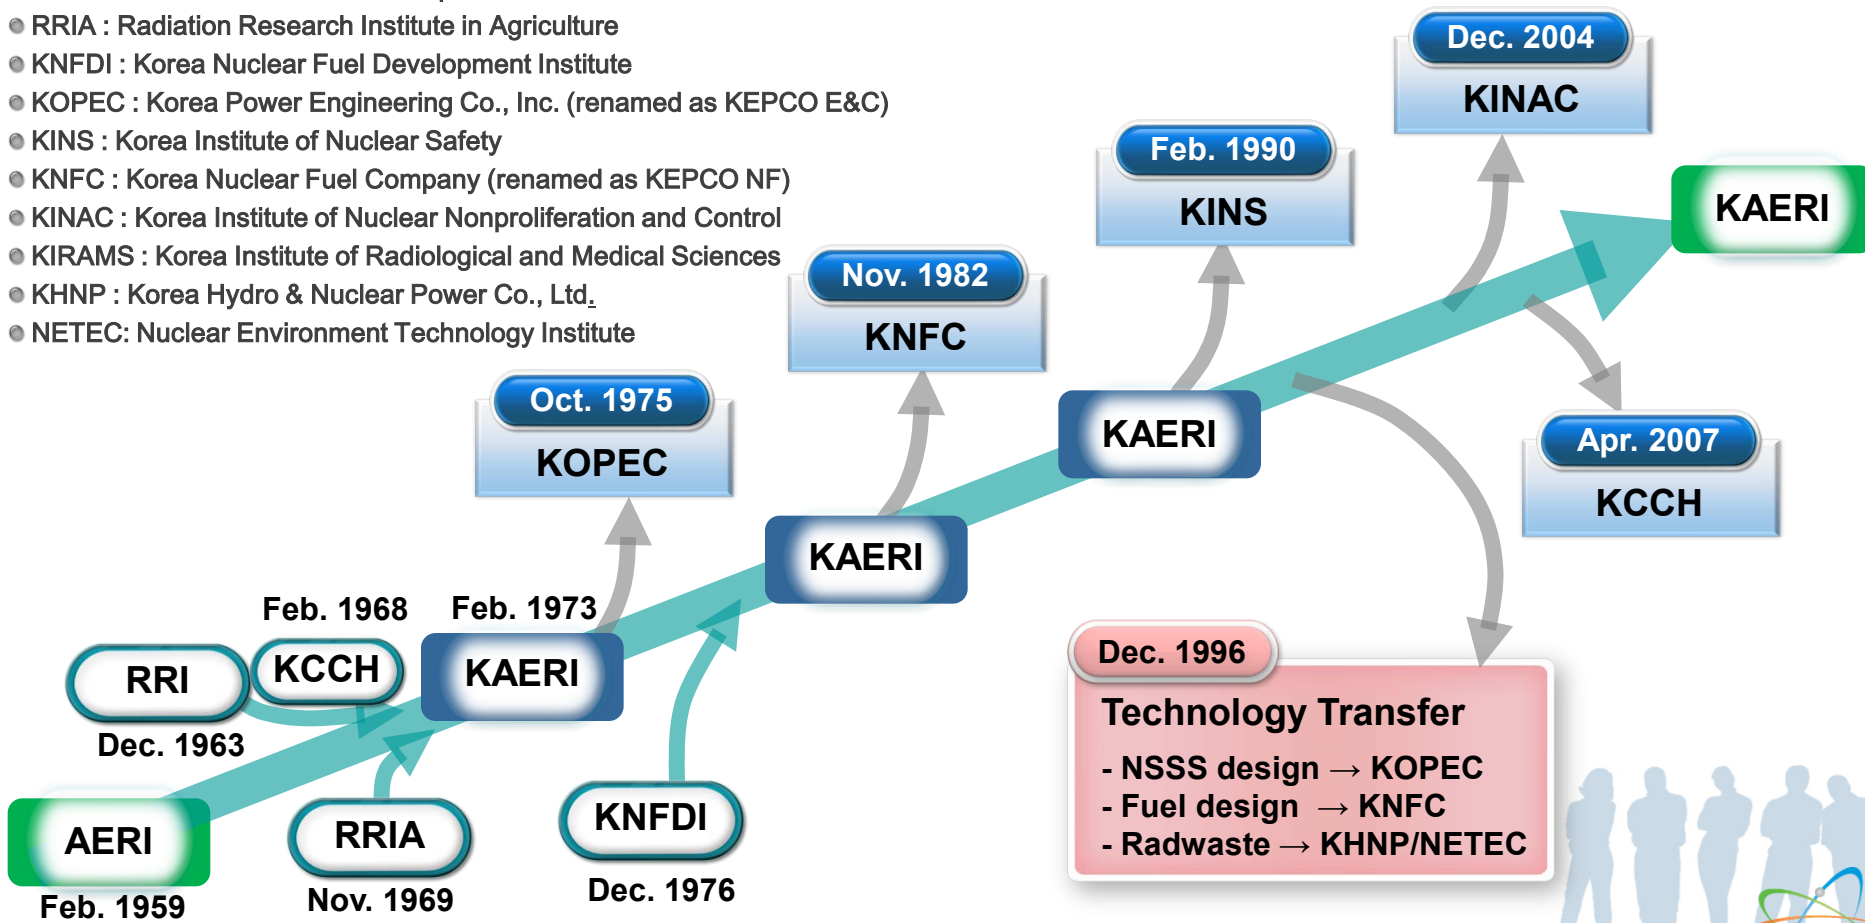 RRIA : Radiation Research Institute in Agriculture
KNFDI : Korea Nuclear Fuel Development Institute
KOPEC : Korea Power Engineering Co., Inc. (renamed as KEPCO E&C)
KINS : Korea Institute of Nuclear Safety
KNFC : Korea Nuclear Fuel Company (renamed as KEPCO NF)
KINAC : Korea Institute of Nuclear Nonproliferation and Control
KIRAMS : Korea Institute of Radiological and Medical Sciences
KHNP : Korea Hydro & Nuclear Power Co., Ltd.
NETEC: Nuclear Environment Technology Institute
Dec. 2004
KINAC
Feb. 1990
KINS
KAERI
Nov. 1982
KNFC
Oct. 1975
KOPEC
KAERI
Apr. 2007
KCCH
KAERI
Feb. 1968
KCCH
Feb. 1973
KAERI
RRI
Dec. 1963
AERI
Feb. 1959
RRIA
Nov. 1969
KNFDI
Dec. 1976
Dec. 1996
Technology Transfer
- NSSS design → KOPEC
- Fuel design → KNFC
- Radwaste → KHNP/NETEC